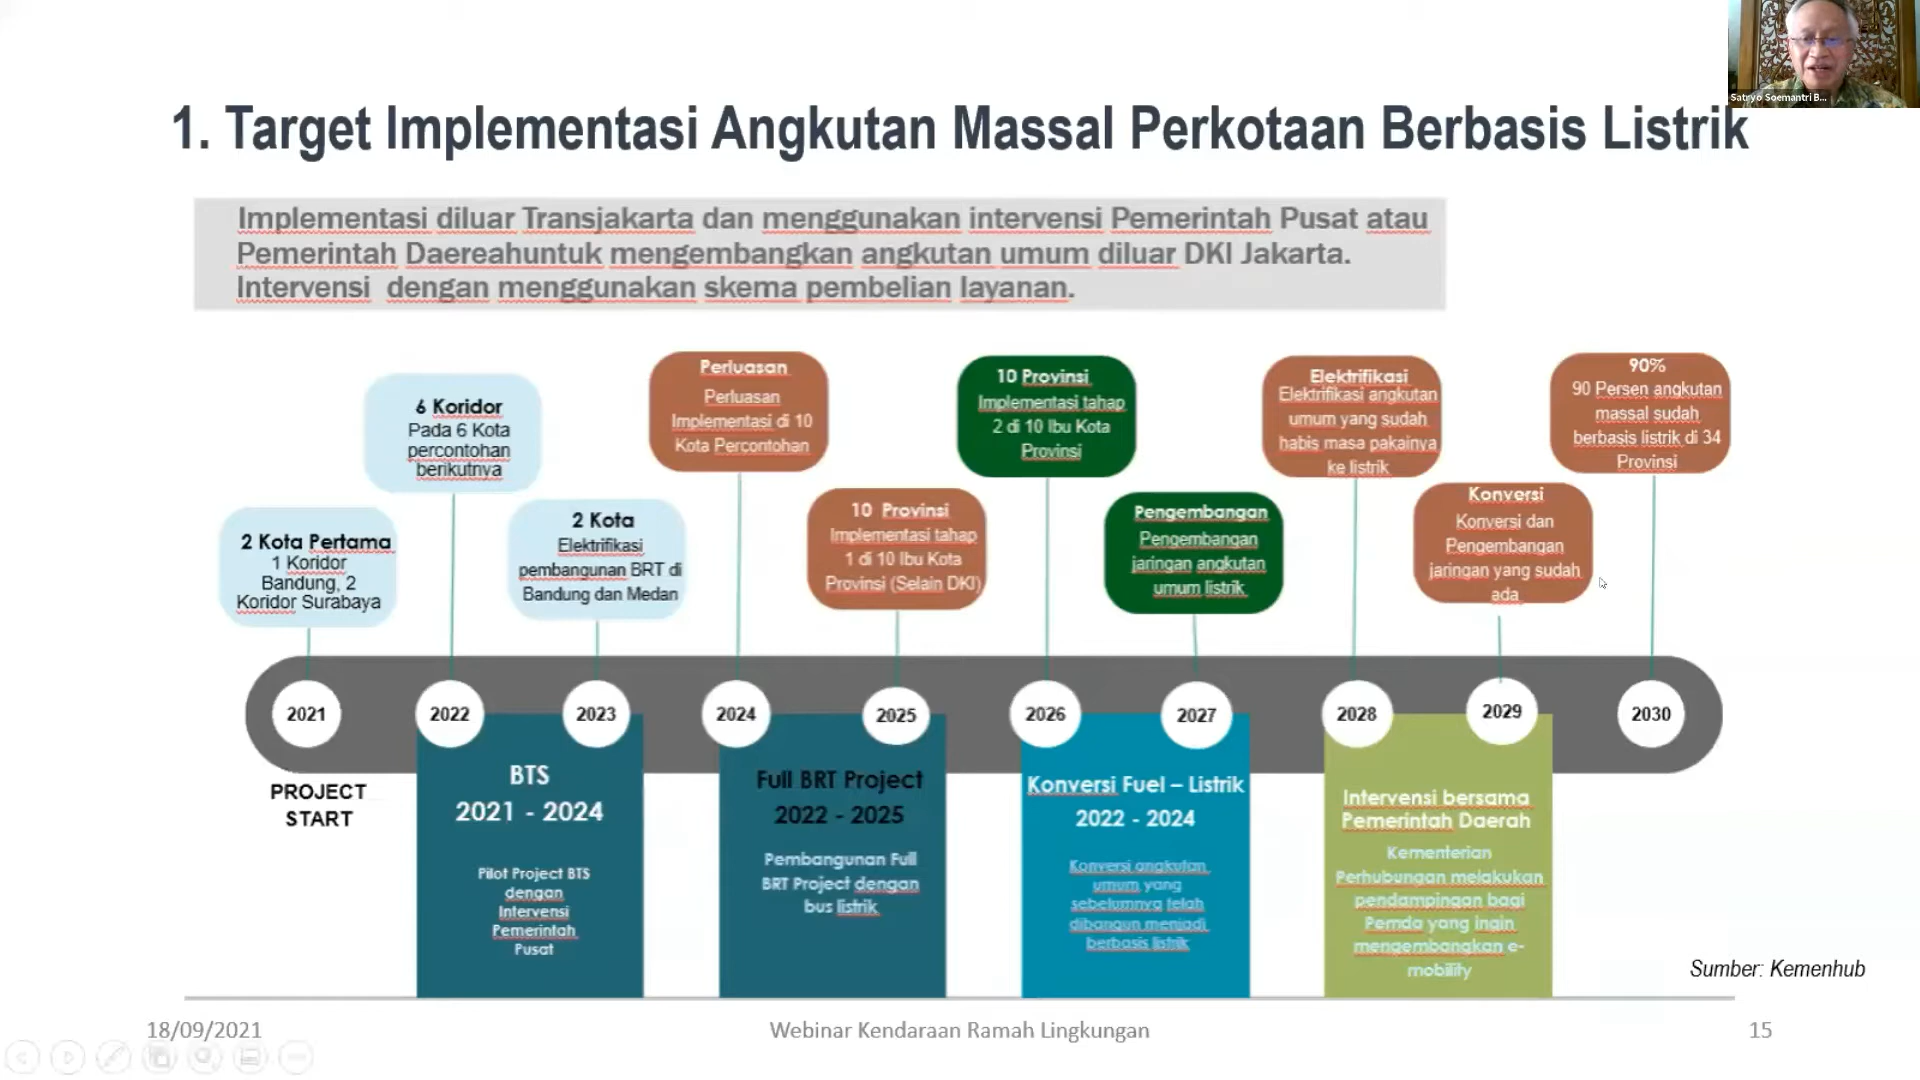 Satryo Soemantri B...
1. Target Implementasi Angkutan Massal Perkotaan Berbasis Listrik
Implementasi diluar Transjakarta dan menggunakan intervensi Pemerintah Pusat atau
Pemerintah Daereahuntuk mengembangkan angkutan umum diluar DKI Jakarta.
Intervensi dengan menggunakan skema pembelian layanan.
2 Kota Pertama
1 Koridor
Bandung, 2
Koridor Surabaya
6 Koridor
Pada 6 Kota
percontohan
berikutnya
2 Kota
Elektrifikasi
pembangunan BRT di
Bandung dan Medan
Perluasan
Perluasan
Implementasi di 10
Kota Percontohan
10 Provinsi
Implementasi tahap
1 di 10 Ibu Kota
Provinsi (Selain DKI)
10 Provinsi
Implementasi tahap
2 di 10 Ibu Kota
Provinsi
Pengembangan
Pengembangan
jaringan angkutan
umum listrik
Elektrifikasi
Elektrifikasi angkutan
umum yang sudah
habis masa pakainya
ke listrik
Konversi
Konversi dan
Pengembangan
jaringan yang sudah
ada
90%
90 Persen angkutan
massal sudah
berbasis listrik di 34
Provinsi
2021
2022
2023
2024
2025
2026
2027
2028
2029
2030
PROJECT
START
BTS
2021 - 2024
Pilot Project BTS
dengan
Intervensi
Pemerintah
Pusat
Full BRT Project
2022 - 2025
Pembangunan Full
BRT Project dengan
bus listrik
Konversi Fuel – Listrik
2022 - 2024
Konversi angkutan
umum yang
sebelumnya telah
dibangun menjadi
berbasis listrik
Intervensi bersama
Pemerintah Daerah
Kementerian
Perhubungan melakukan
pendampingan bagi
Pemda yang ingin
mengembangkan e-
mobility
Sumber: Kemenhub
18/09/2021
Webinar Kendaraan Ramah Lingkungan
15